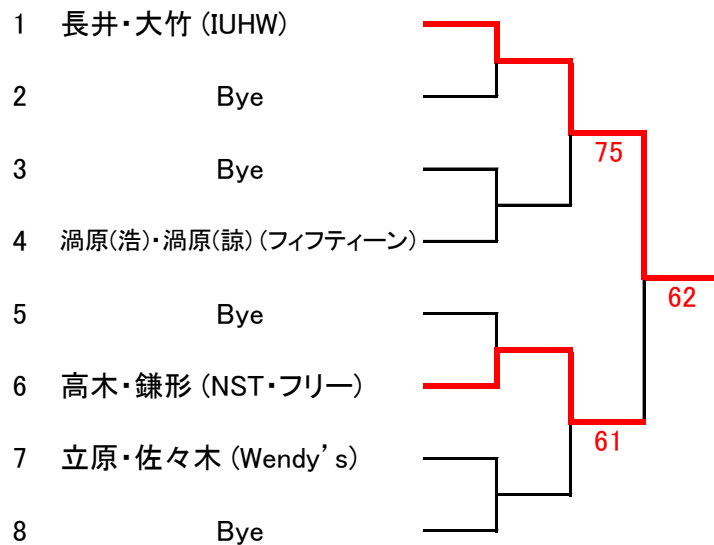 1 長井・大竹 (IUHW)
2 Bye
75
3 Bye
4 渦原(浩)・渦原(諒) (フィフティーン)
62
5 Bye
6 高木・鎌形 (NST・フリー)
61
7 立原・佐々木 (Wendy's)
8 Bye